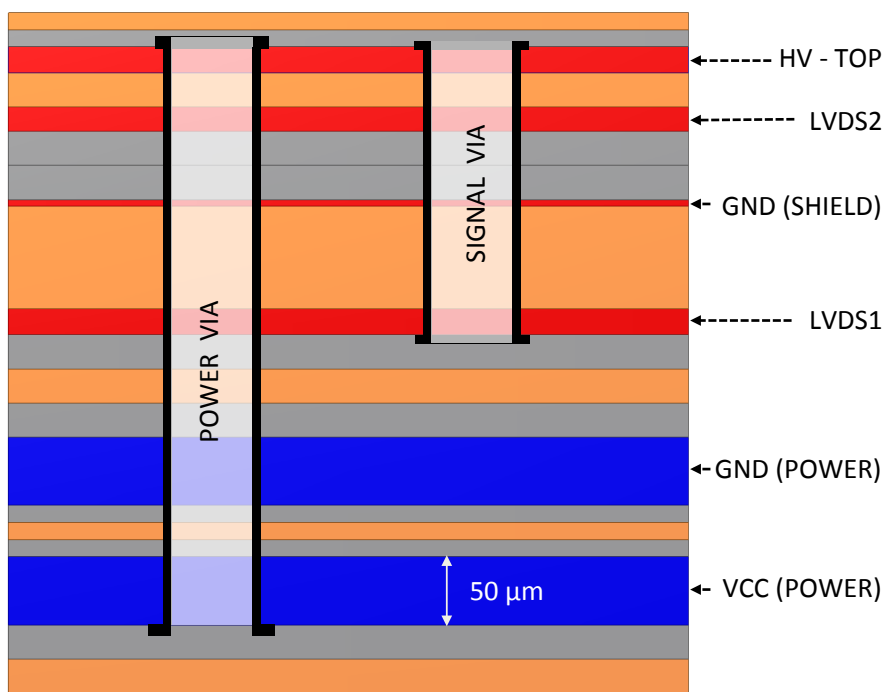 HV - TOP
LVDS2
SIGNAL VIA
GND (SHIELD)
LVDS1
POWER VIA
GND (POWER)
50 µm
VCC (POWER)